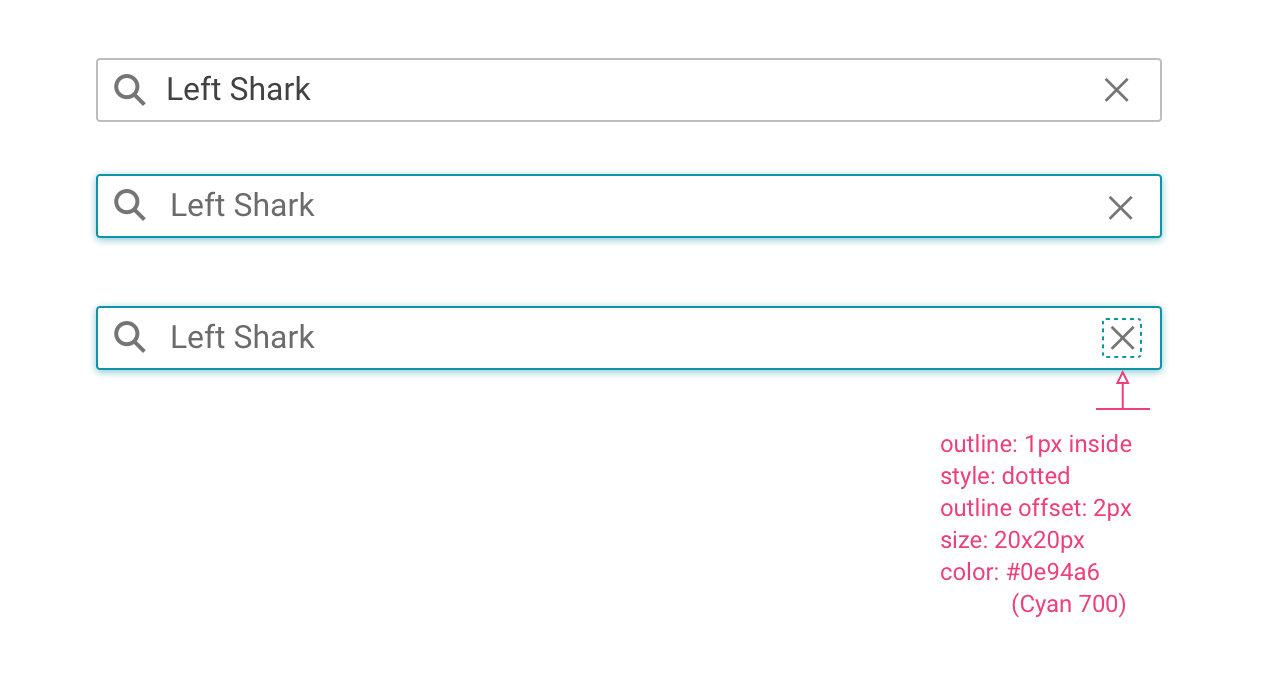 Left Shark
Left Shark
Left Shark
outline: 1px inside
style: dotted
outline offset: 2px
size: 20x20px
color: #0e94a6
(Cyan 700)